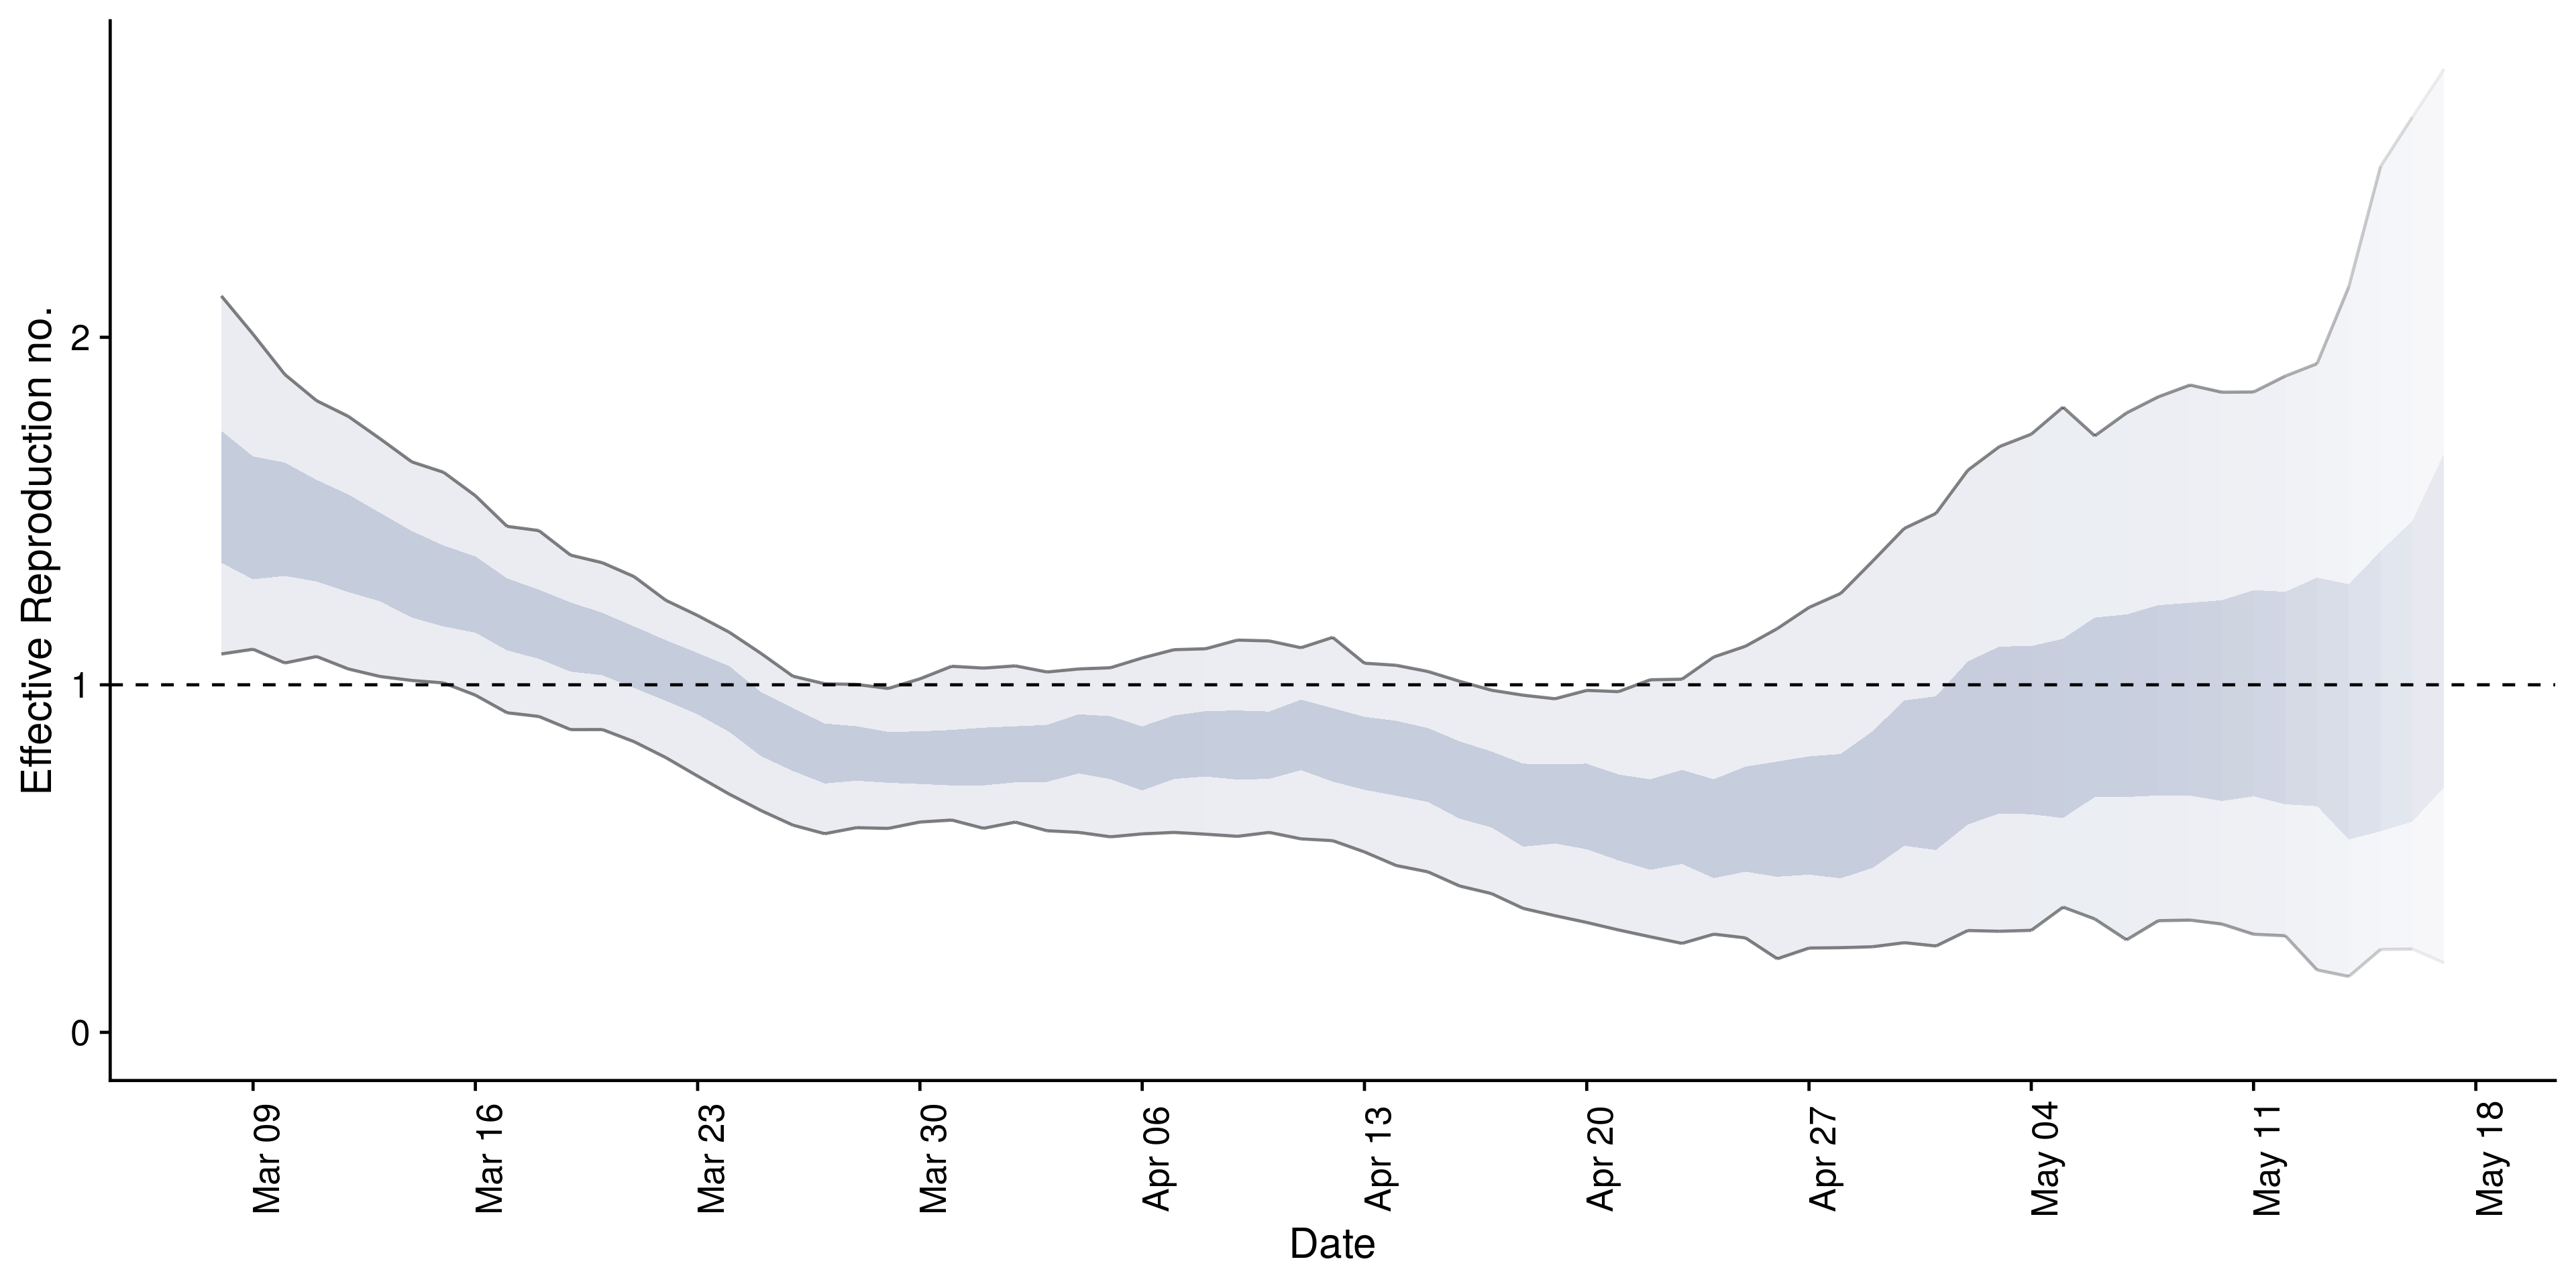 Effective Reproduction no.
2
1
0
Mar 09
Mar 16
Mar 23
Mar 30
Apr 06
Apr 13
Apr 20
Apr 27
May 04
May 11
May 18
Date